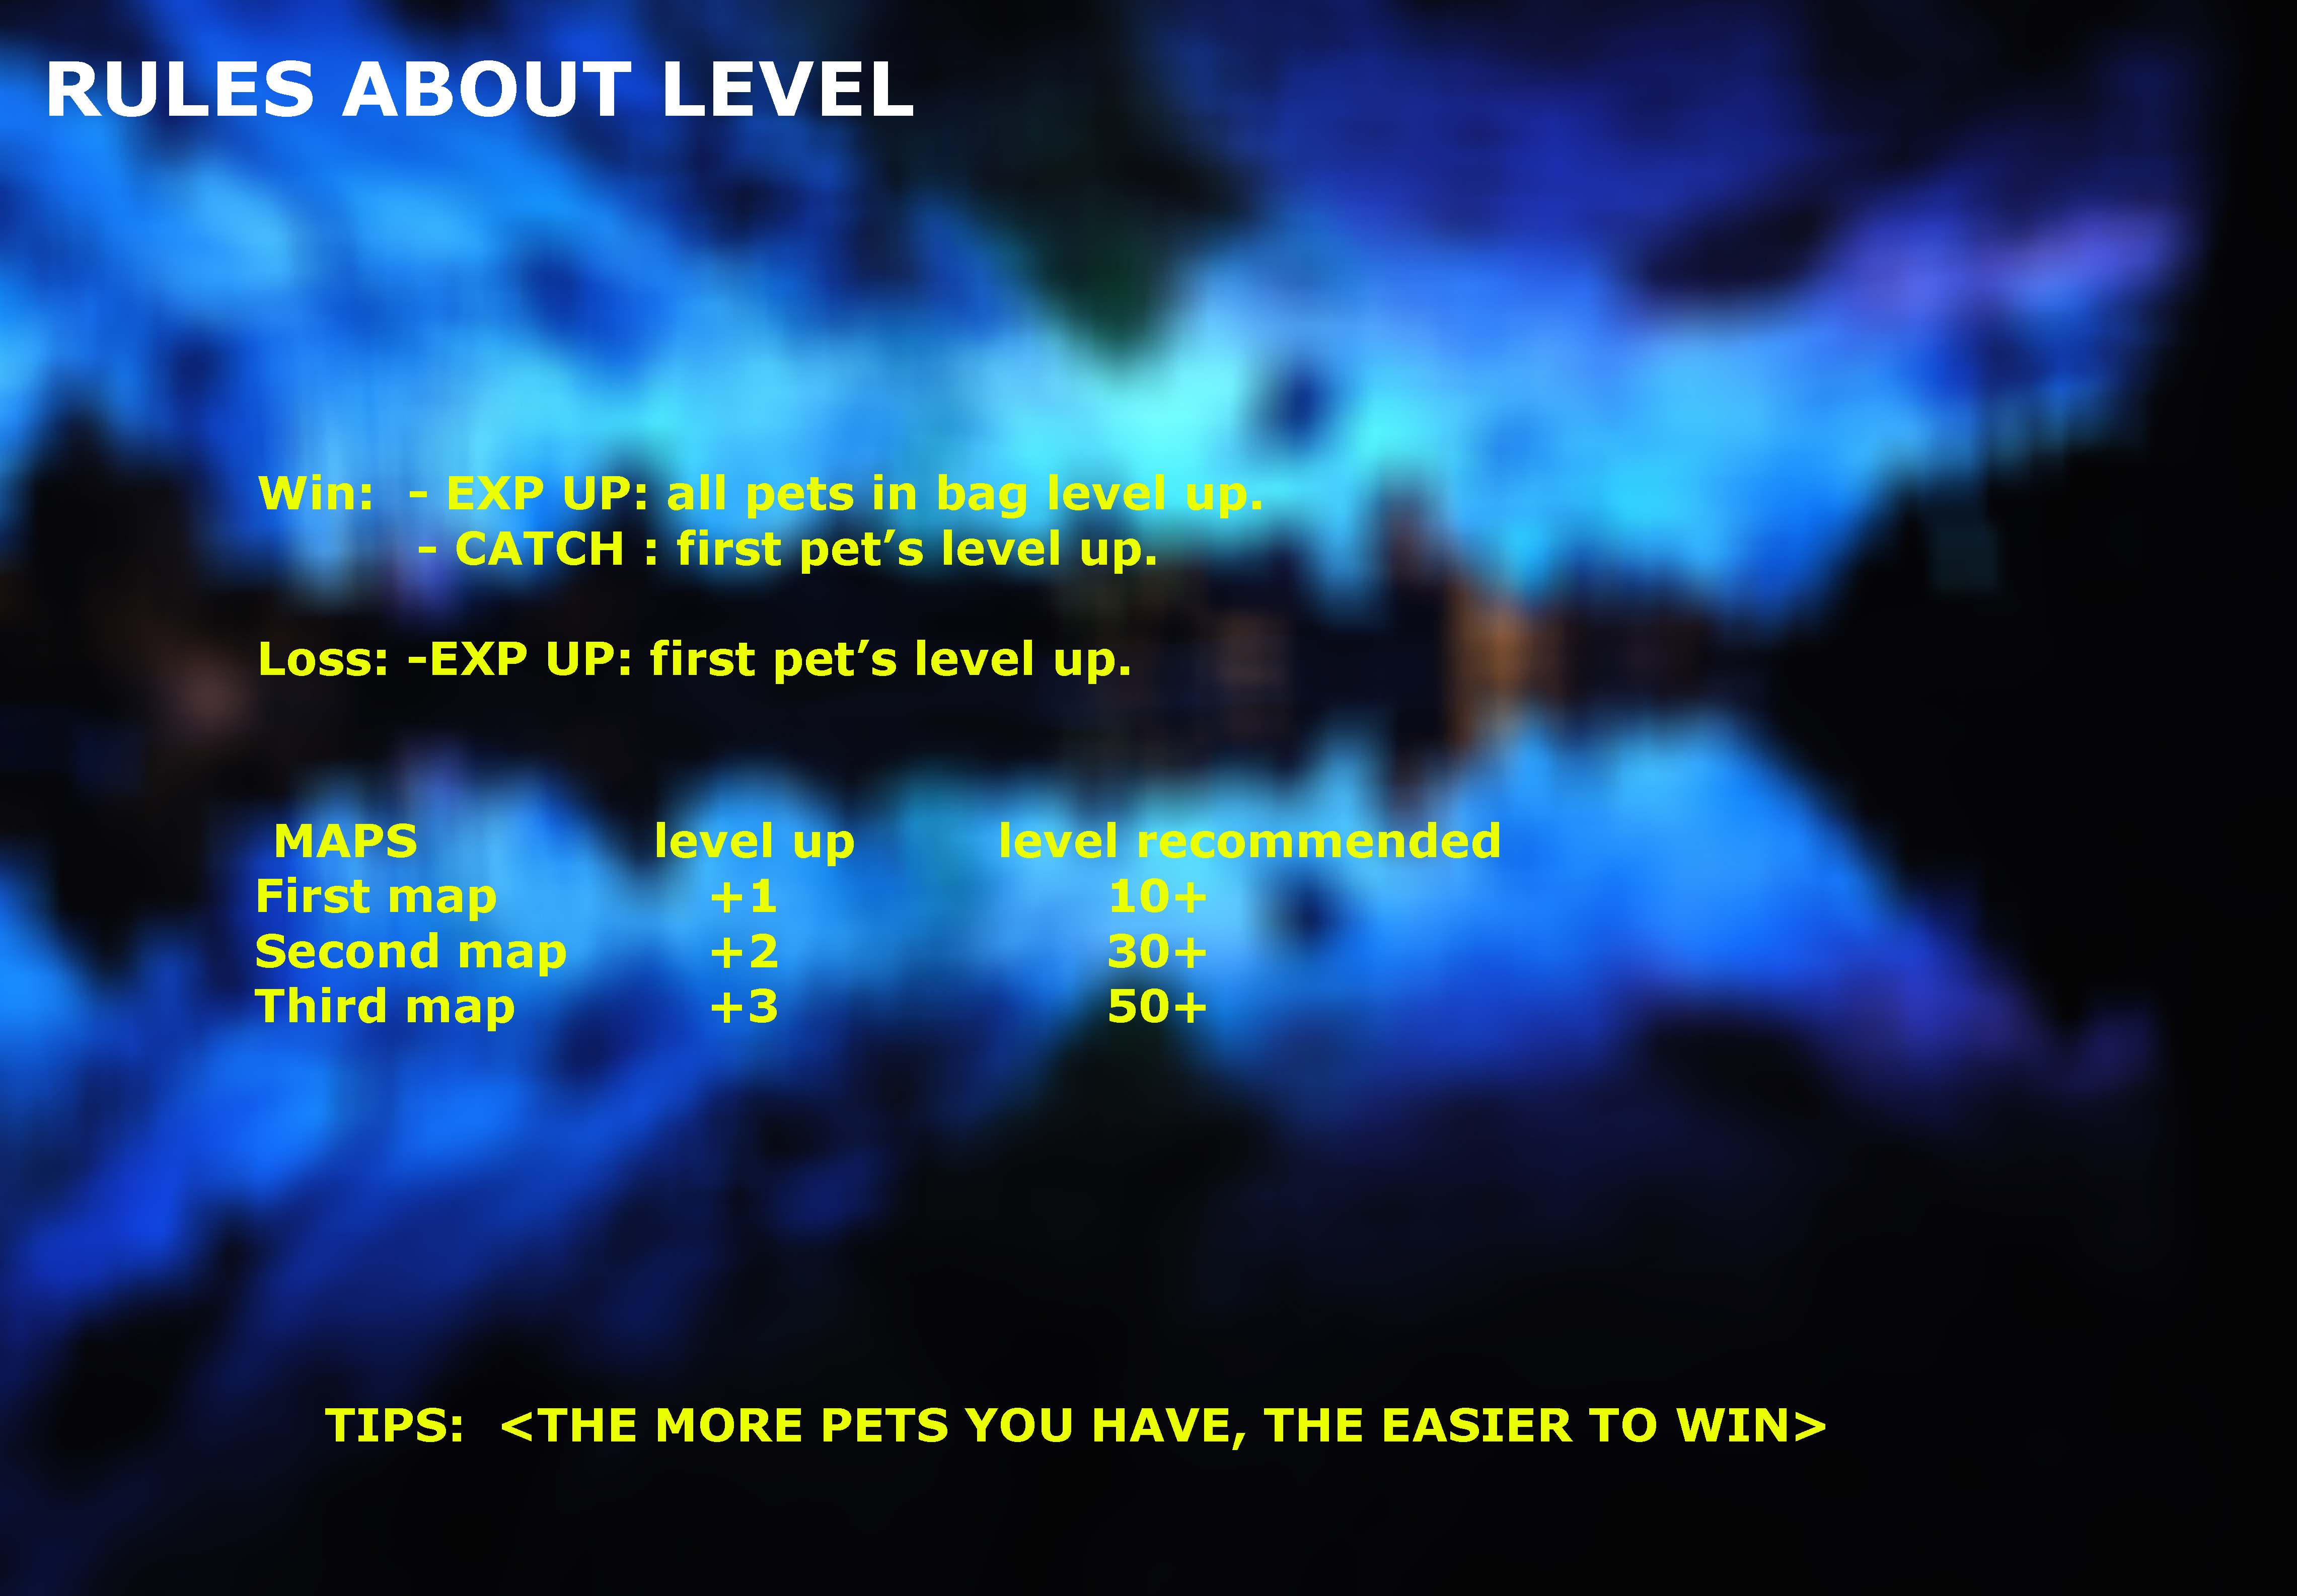 RULES ABOUT LEVEL
Win: - EXP UP: all pets in bag level up.
- CATCH : first pet’s level up.
Loss: -EXP UP: first pet’s level up.
MAPS level up level recommended
First map +1 10+
Second map +2 30+
Third map +3 50+
TIPS: <THE MORE PETS YOU HAVE, THE EASIER TO WIN>